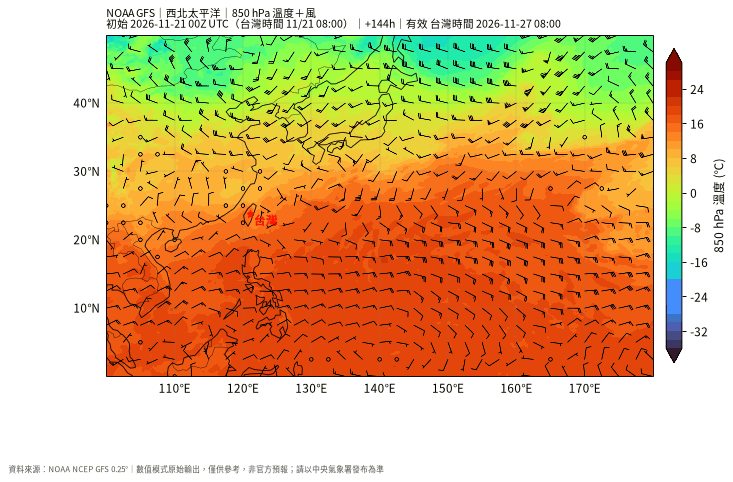 NOAA GFS｜西北太平洋｜850 hPa 溫度＋風
初始 2026-11-21 00Z UTC（台灣時間 11/21 08:00）｜+144h｜有效 台灣時間 2026-11-27 08:00
40°N
30°N
20°N
10°N
110°E
120°E
130°E
140°E
150°E
160°E
170°E
台灣
24
16
8
0
-8
-16
-24
-32
850 hPa 溫度 (°C)
資料來源：NOAA NCEP GFS 0.25°｜數值模式原始輸出，僅供參考，非官方預報；請以中央氣象署發布為準